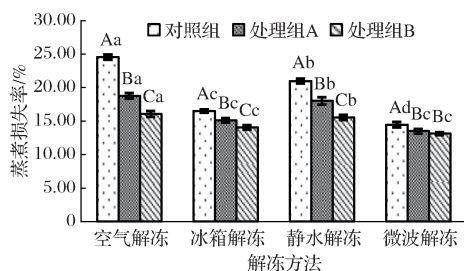 30.00
对照组 处理组A 处理组B
25.00
20.00
15.00
10.00
5.00
0
蒸煮损失率/%
Aa Ba Ca
Ac Bc Cc
Ab Bb Cb
Ad Bc Bc
空气解冻 冰箱解冻 静水解冻 微波解冻
解冻方法